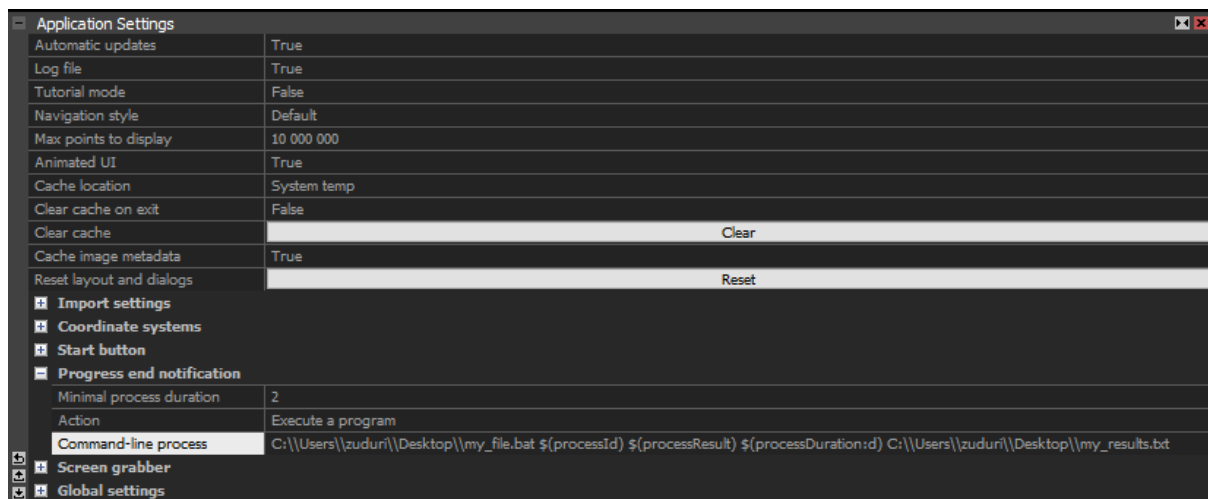 Application Settings
Automatic updates True
Log file True
Tutorial mode False
Navigation style Default
Max points to display 10 000 000
Animated UI True
Cache location System temp
Clear cache on exit False
Clear cache Clear
Cache image metadata True
Reset layout and dialogs Reset
Import settings
Coordinate systems
Start button
Progress end notification
Minimal process duration 2
Action Execute a program
Command-line process C:\\Users\\zuduri\\Desktop\\my_file.bat $(processId) $(processResult) $(processDuration:d) C:\\Users\\zuduri\\Desktop\\my_results.txt
Screen grabber
Global settings